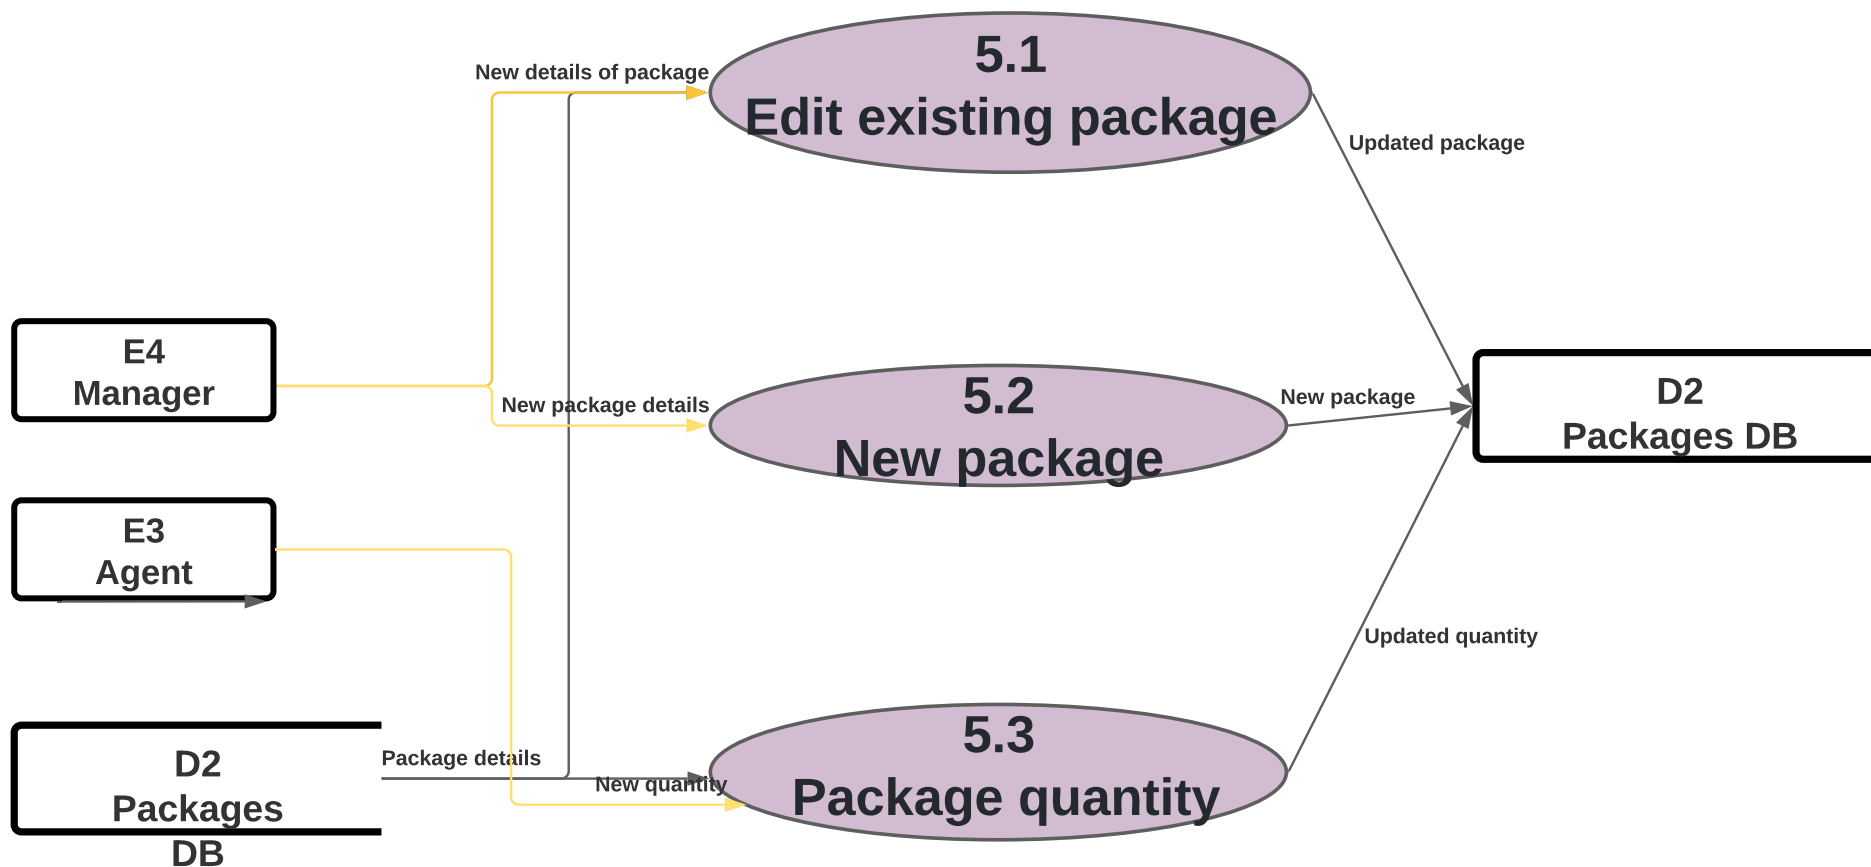 5.1
Edit existing package
New details of package
Updated package
E4
Manager
New package details
5.2
New package
New package
D2
Packages DB
E3
Agent
Updated quantity
D2
Packages
DB
Package details
New quantity
5.3
Package quantity